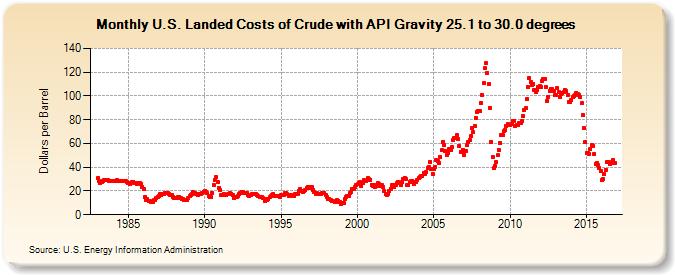 Monthly U.S. Landed Costs of Crude with API Gravity 25.1 to 30.0 degrees
Dollars per Barrel
140
120
100
80
60
40
20
0
1985 1990 1995 2000 2005 2010 2015
Source: U.S. Energy Information Administration